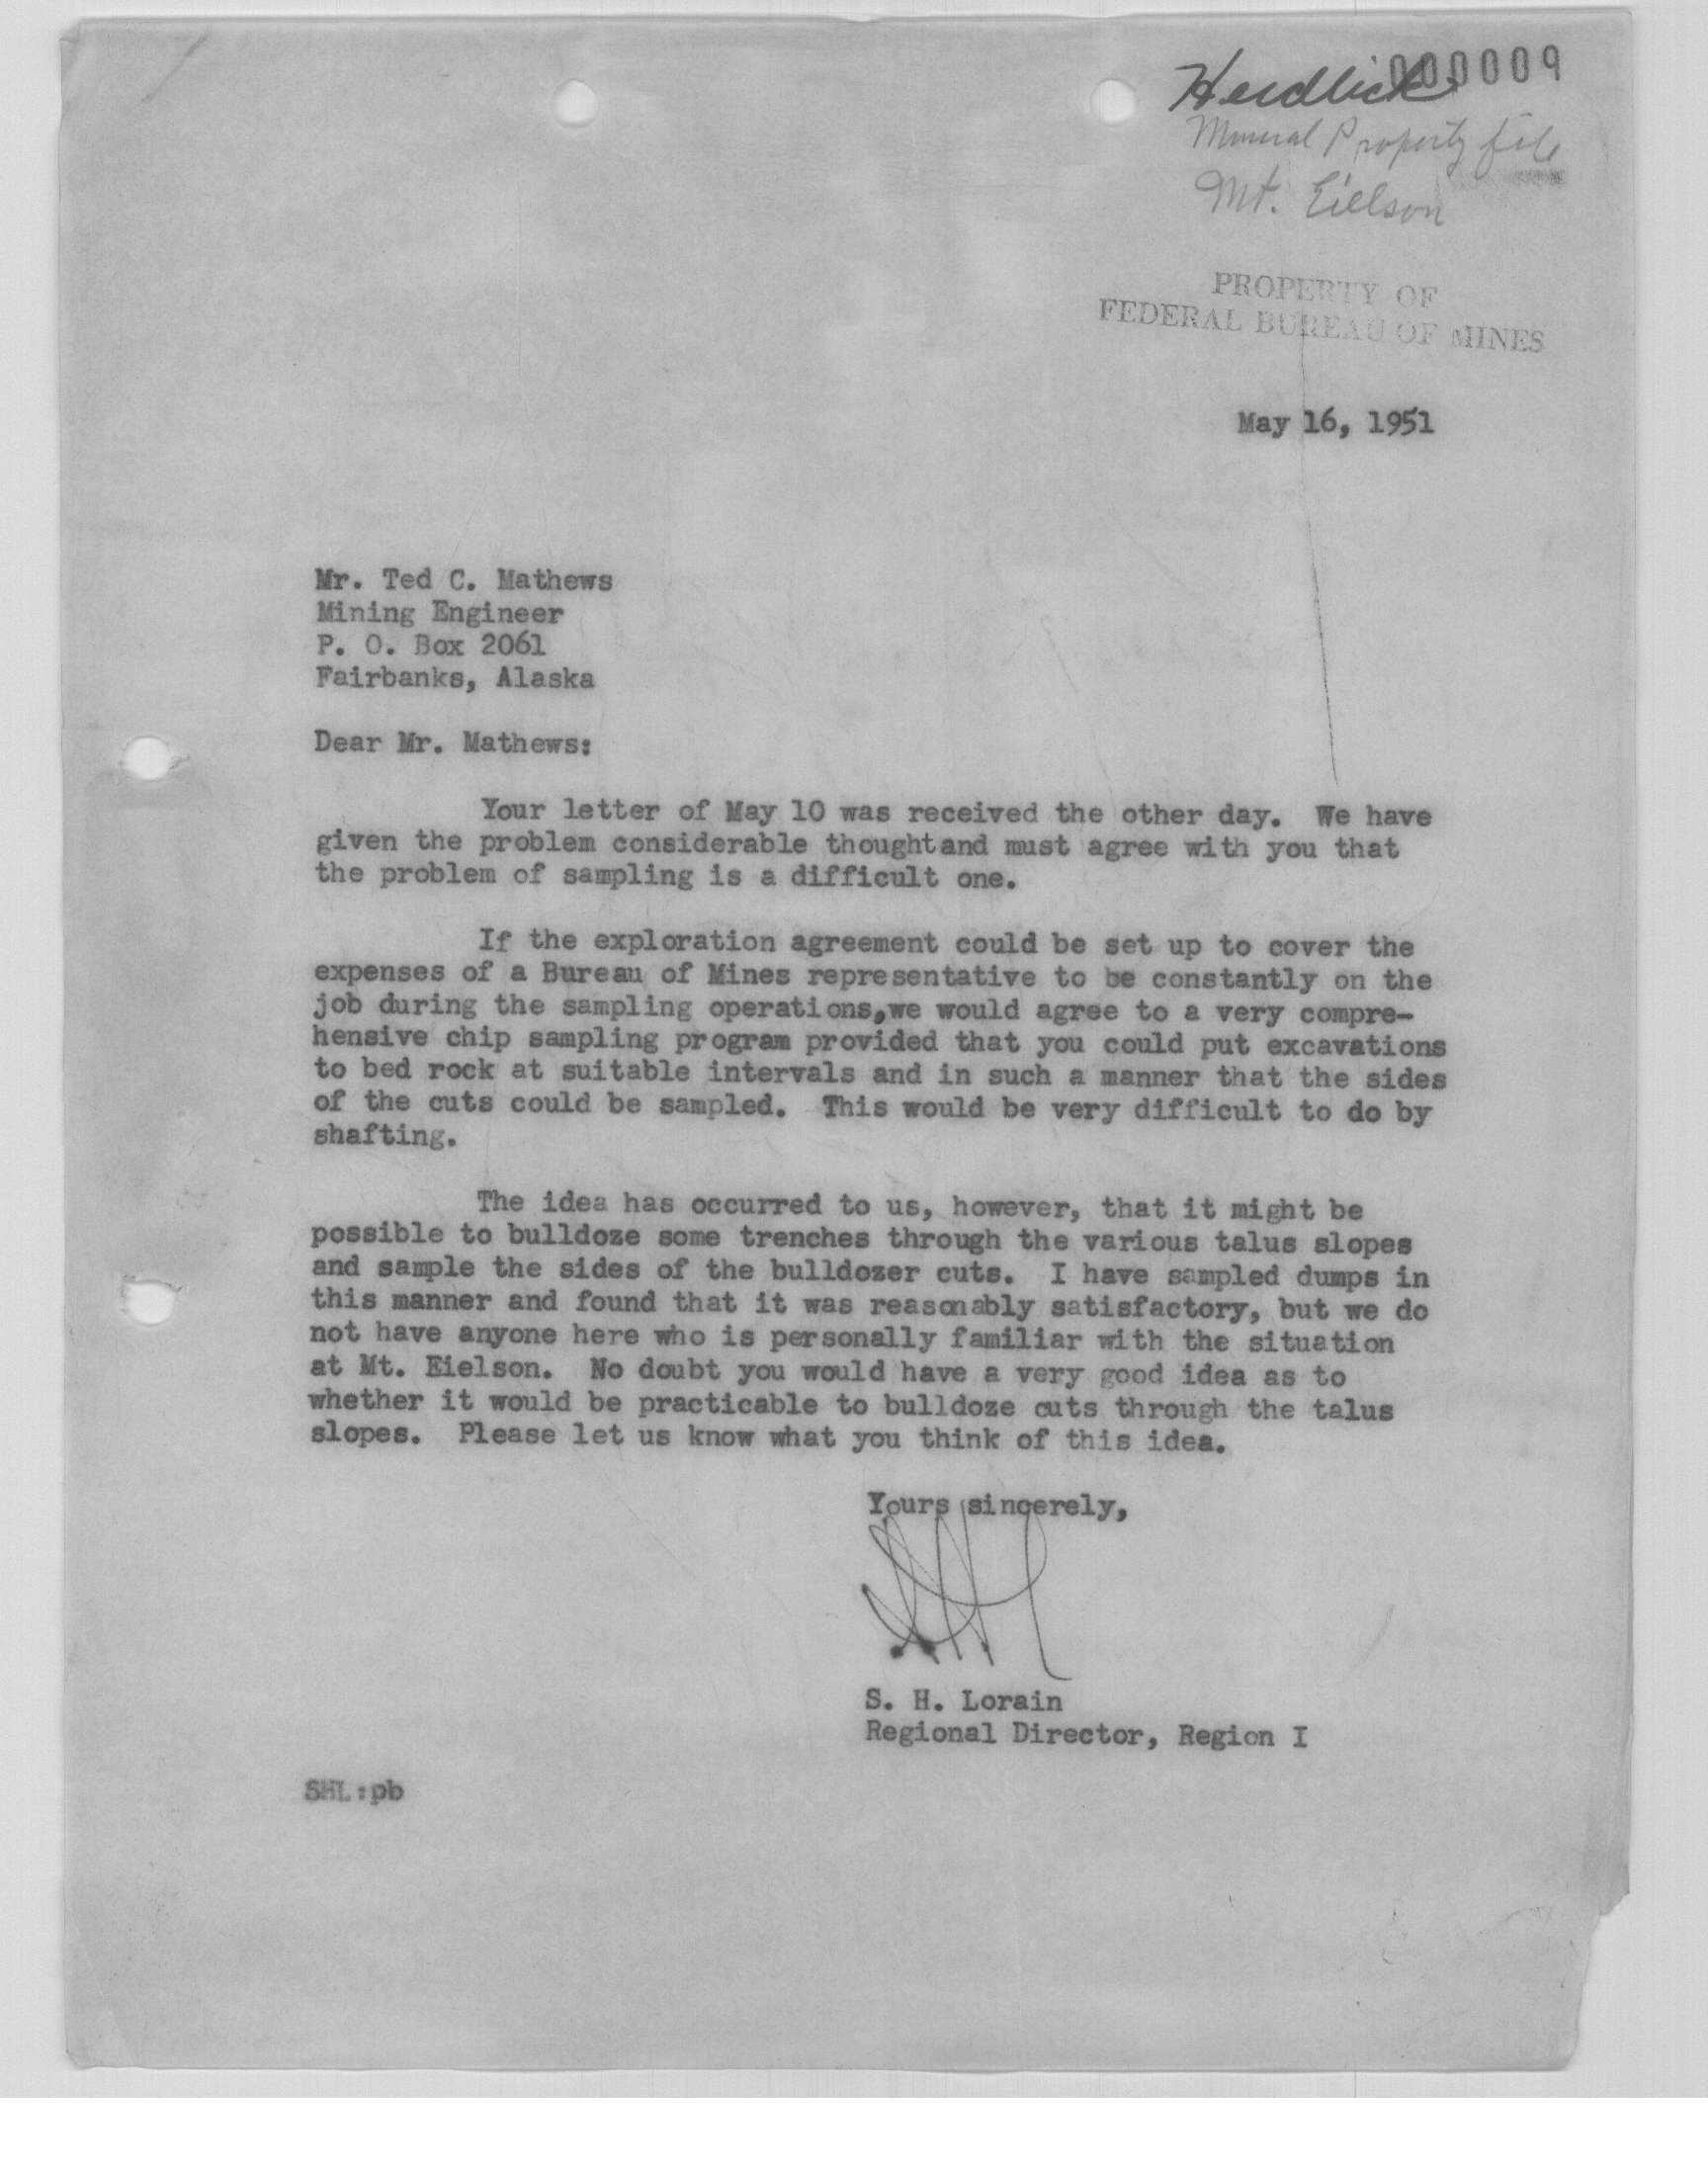 000009
Mineral Property file
Mt. Eielson
PROPERTY OF
FEDERAL BUREAU OF MINES
May 16, 1951
Mr. Ted C. Mathews
Mining Engineer
P. O. Box 2061
Fairbanks, Alaska
Dear Mr. Mathews:
Your letter of May 10 was received the other day. We have
given the problem considerable thoughtand must agree with you that
the problem of sampling is a difficult one.
If the exploration agreement could be set up to cover the
expenses of a Bureau of Mines representative to be constantly on the
job during the sampling operations,we would agree to a very compre-
hensive chip sampling program provided that you could put excavations
to bed rock at suitable intervals and in such a manner that the sides
of the cuts could be sampled. This would be very difficult to do by
shafting.
The idea has occurred to us, however, that it might be
possible to bulldoze some trenches through the various talus slopes
and sample the sides of the bulldozer cuts. I have sampled dumps in
this manner and found that it was reasonably satisfactory, but we do
not have anyone here who is personally familiar with the situation
at Mt. Eielson. No doubt you would have a very good idea as to
whether it would be practicable to bulldoze cuts through the talus
slopes. Please let us know what you think of this idea.
Yours sincerely,
S. H. Lorain
Regional Director, Region I
SHL:pb